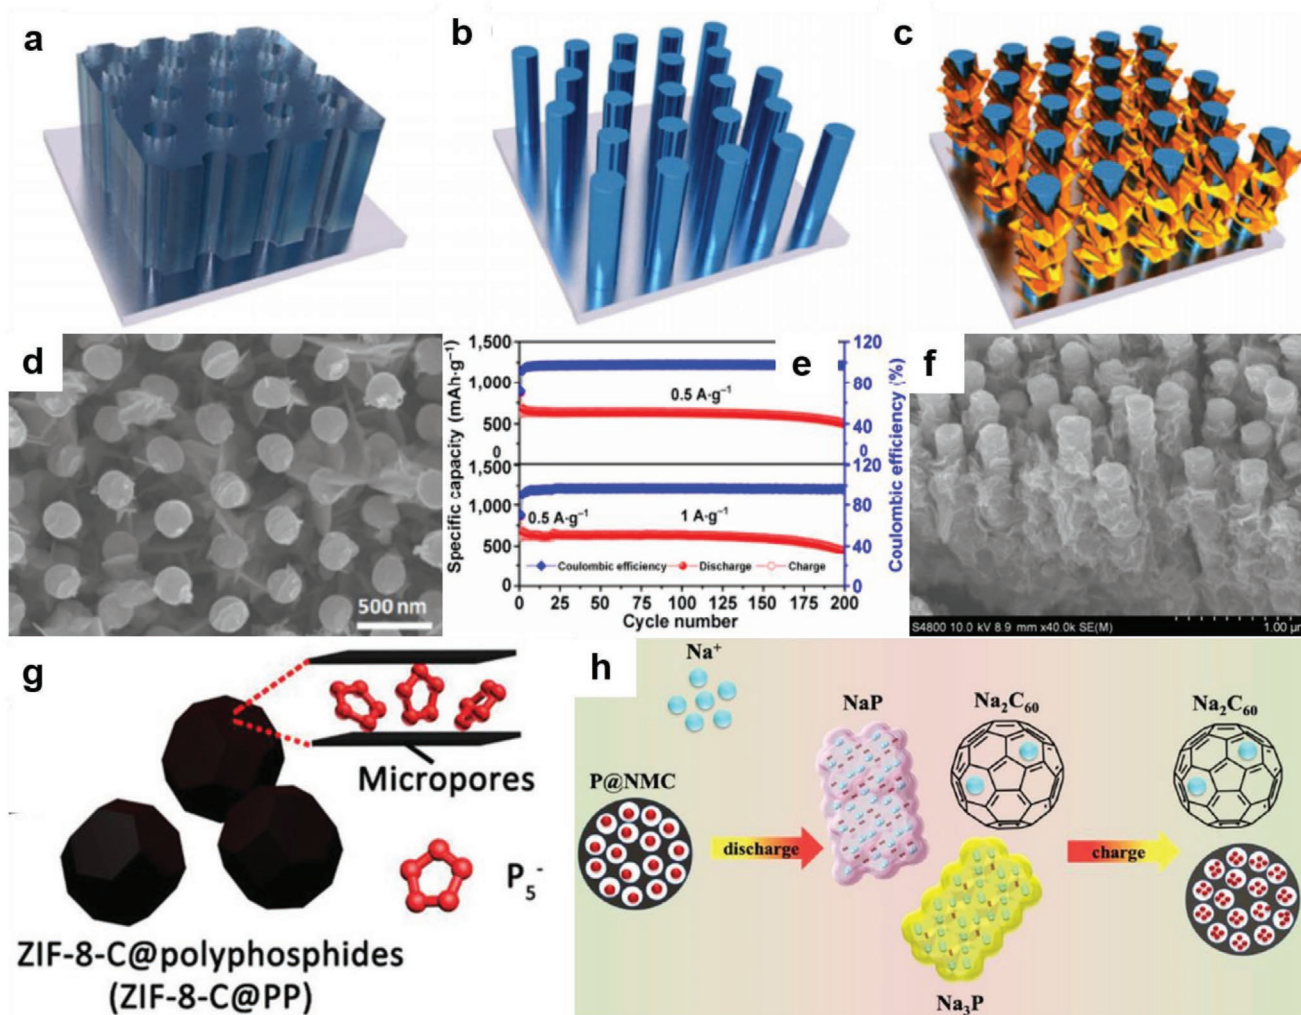 a
b
c
d
500 nm
e
Specific capacity (mAh·g⁻¹)
1,500
1,000
500
0
1,500
1,000
500
0
0.5 A·g⁻¹
0.5 A·g⁻¹
1 A·g⁻¹
Coulombic efficiency
Discharge
Charge
0
25
50
75
100
125
150
175
200
Cycle number
120
80
40
0
120
80
40
0
Coulombic efficiency (%)
f
S4800 10.0 kV 8.9 mm x40.0k SE(M)
1.00 μm
g
Micropores
P₅⁻
ZIF-8-C@polyphosphides
(ZIF-8-C@PP)
h
Na⁺
NaP
Na₂C₆₀
Na₂C₆₀
P@NMC
discharge
charge
Na₃P